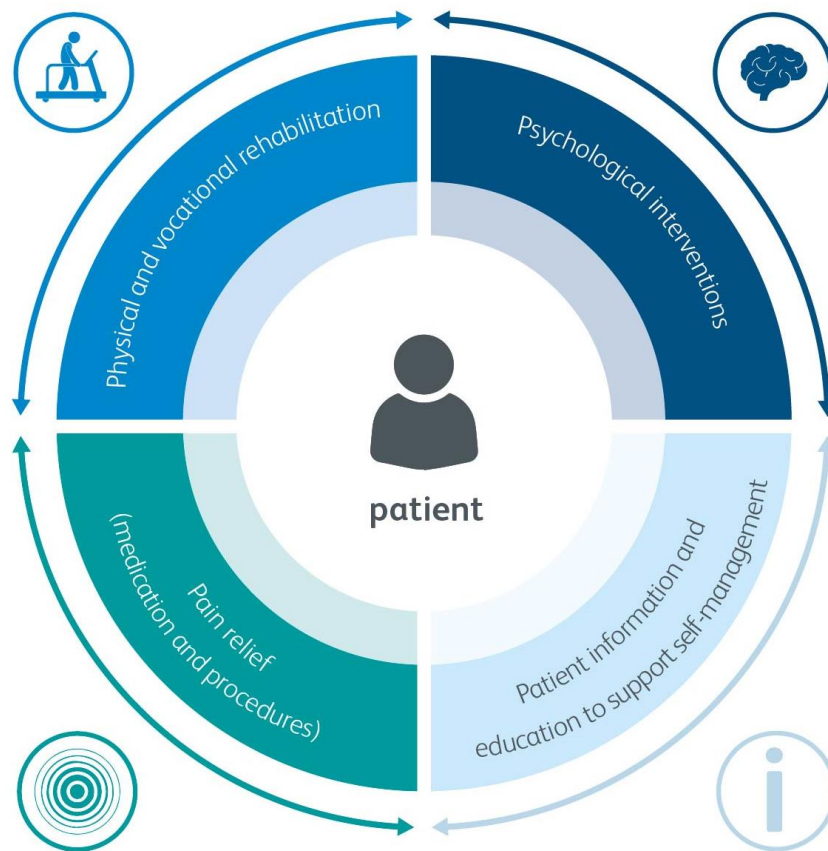 Physical and vocational rehabilitation
Psychological interventions
patient
Pain relief
(medication and procedures)
Patient information and
education to support self-management